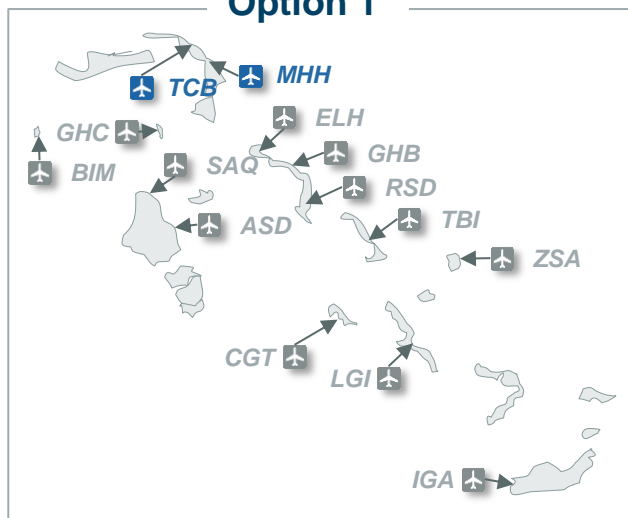 Option 1
MHH
TCB
ELH
GHC
GHB
SAQ
BIM
RSD
ASD
TBI
ZSA
CGT
LGI
IGA